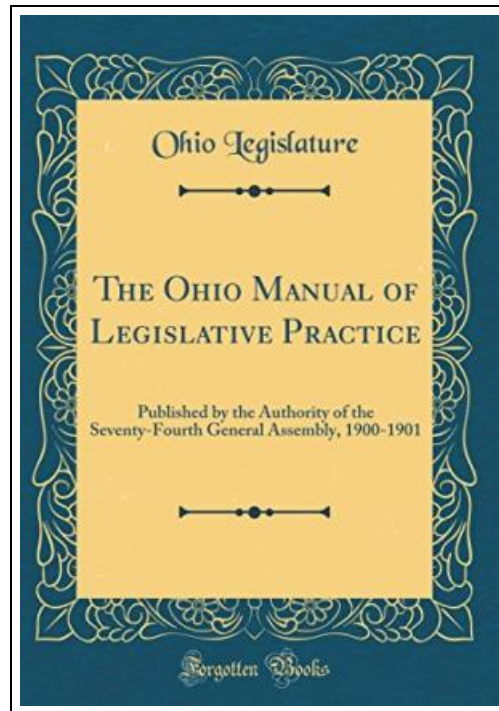 Ohio Legislature
THE OHIO MANUAL OF
LEGISLATIVE PRACTICE
Published by the Authority of the
Seventy-Fourth General Assembly, 1900-1901
Forgotten Books